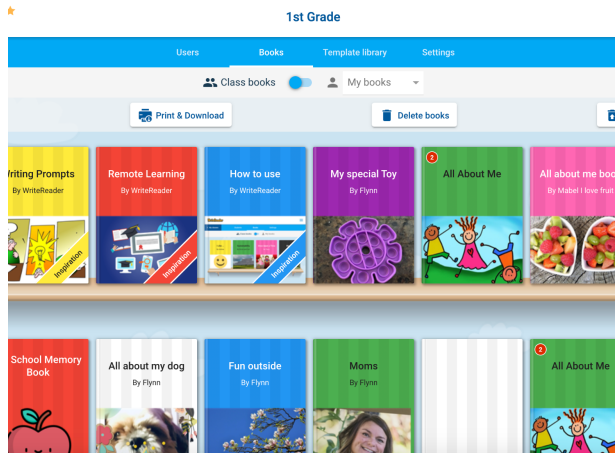 1st Grade
Users Books Template library Settings
Class books My books
Print & Download Delete books
riting Prompts
By WriteReader
Inspiration
Remote Learning
By WriteReader
Inspiration
How to use
By WriteReader
Inspiration
My special Toy
By Flynn
2
All About Me
All about me boo
By Mabel I love fruit
School Memory
Book
All about my dog
By Flynn
Fun outside
By Flynn
Moms
By Flynn
2
All About Me